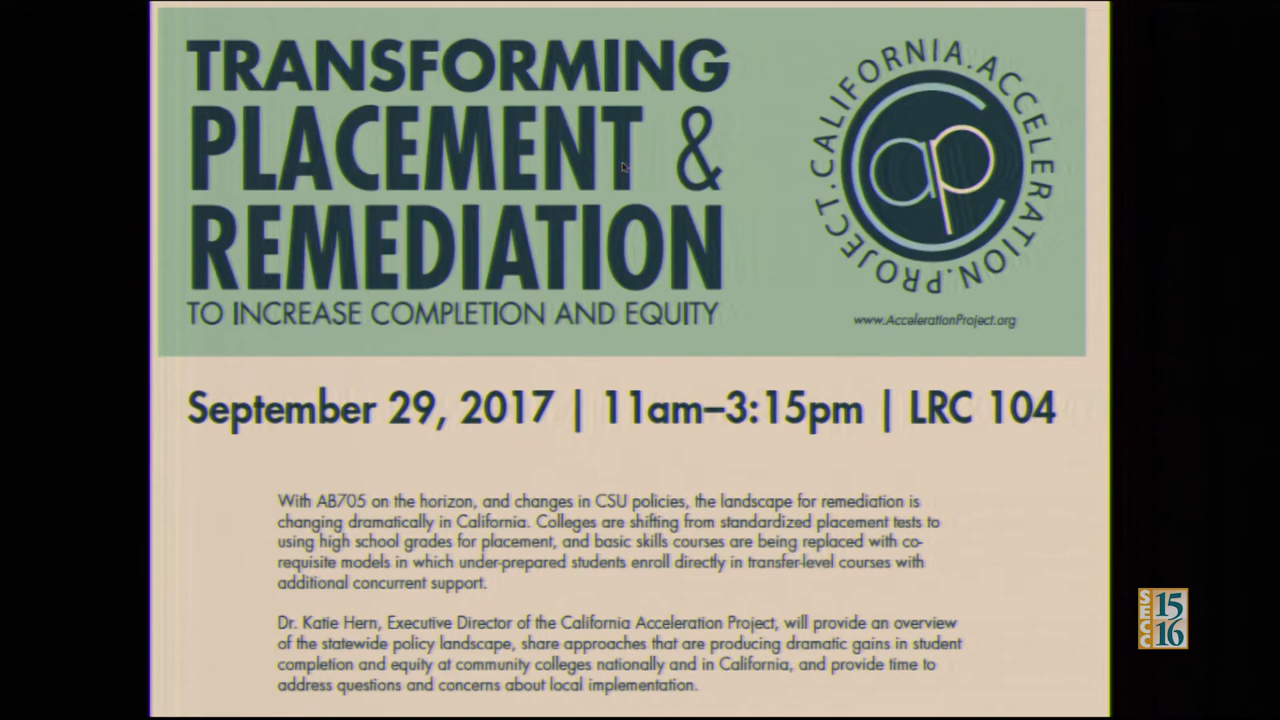 TRANSFORMING
PLACEMENT &
REMEDIATION
TO INCREASE COMPLETION AND EQUITY
CALIFORNIA.ACCELERATION.PROJECT.
ap
www.AccelerationProject.org
September 29, 2017 | 11am–3:15pm | LRC 104
With AB705 on the horizon, and changes in CSU policies, the landscape for remediation is
changing dramatically in California. Colleges are shifting from standardized placement tests to
using high school grades for placement, and basic skills courses are being replaced with co-
requisite models in which under-prepared students enroll directly in transfer-level courses with
additional concurrent support.
Dr. Katie Hern, Executive Director of the California Acceleration Project, will provide an overview
of the statewide policy landscape, share approaches that are producing dramatic gains in student
completion and equity at community colleges nationally and in California, and provide time to
address questions and concerns about local implementation.
SECC
15
16